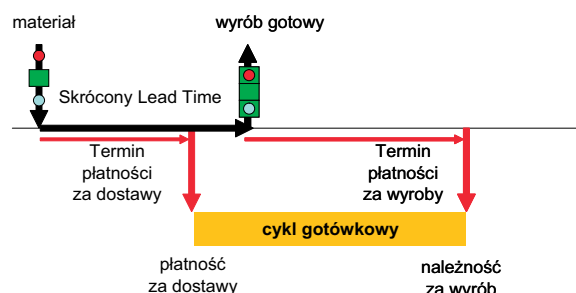 materiał
wyrób gotowy
Skrócony Lead Time
Termin
płatności
za dostawy
Termin
płatności
za wyroby
cykl gotówkowy
płatność
za dostawy
należność
za wyrób